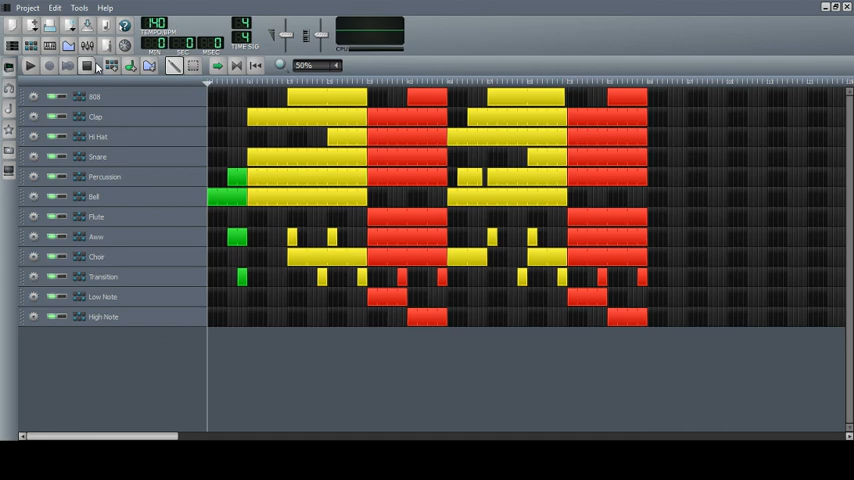 Project Edit Tools Help
140
TEMPO/BPM
0 0 0
MIN SEC MSEC
4
4
TIME SIG
CPU
50%
808
Clap
Hi Hat
Snare
Percussion
Bell
Flute
Aww
Choir
Transition
Low Note
High Note